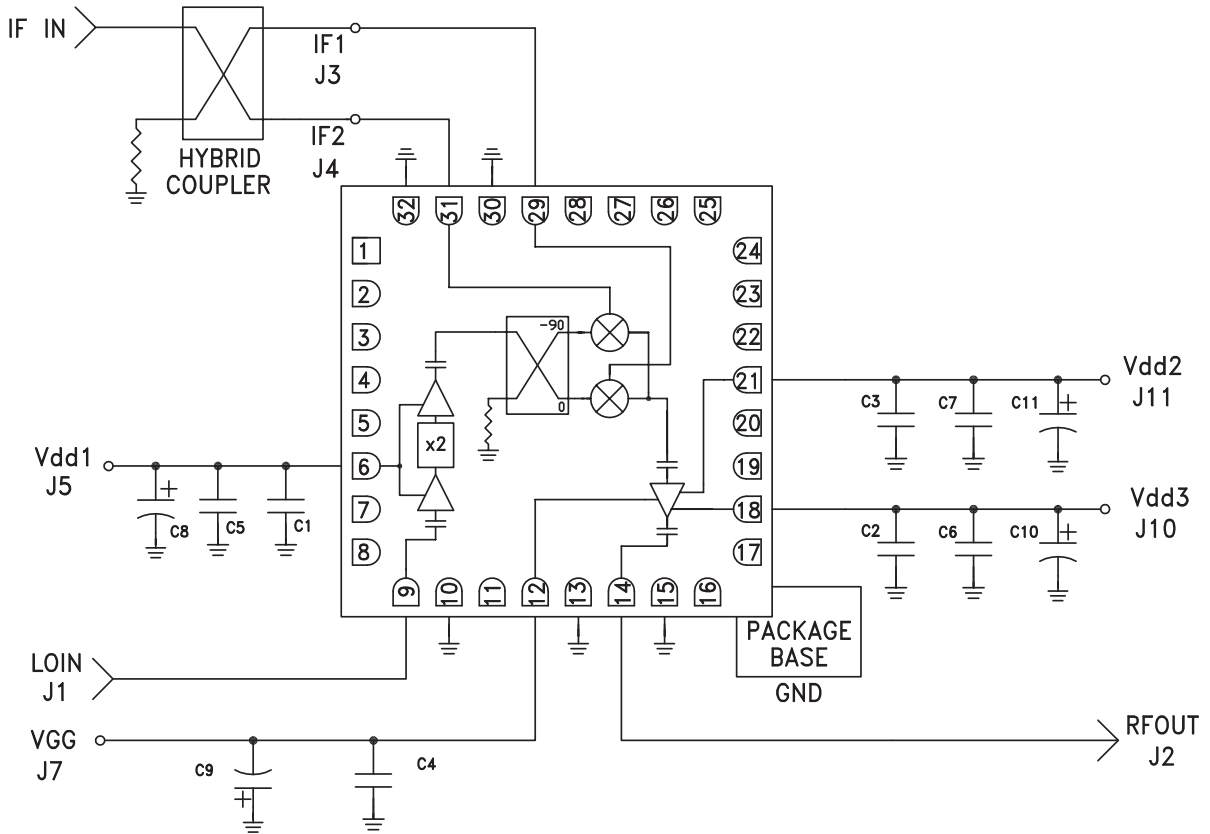 IF IN
IF1
J3
IF2
J4
HYBRID
COUPLER
32
31
30
29
28
27
26
25
1
2
3
4
5
6
7
8
24
23
22
21
20
19
18
17
-90
0
x2
9
10
11
12
13
14
15
16
Vdd1
J5
C8
C5
C1
Vdd2
J11
C3
C7
C11
+
Vdd3
J10
C2
C6
C10
+
+
PACKAGE
BASE
GND
LOIN
J1
VGG
J7
C9
+
C4
RFOUT
J2